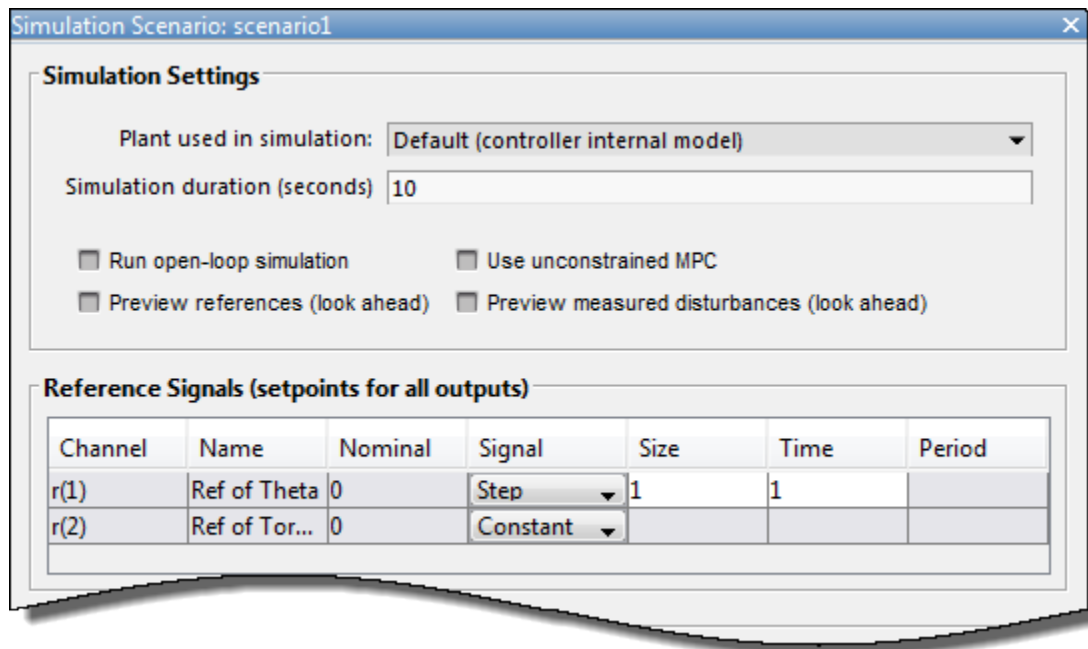 Simulation Scenario: scenario1
Simulation Settings
Plant used in simulation: Default (controller internal model)
Simulation duration (seconds) 10
Run open-loop simulation Use unconstrained MPC
Preview references (look ahead) Preview measured disturbances (look ahead)
Reference Signals (setpoints for all outputs)
Channel Name Nominal Signal Size Time Period
r(1) Ref of Theta 0 Step 1 1
r(2) Ref of Tor... 0 Constant